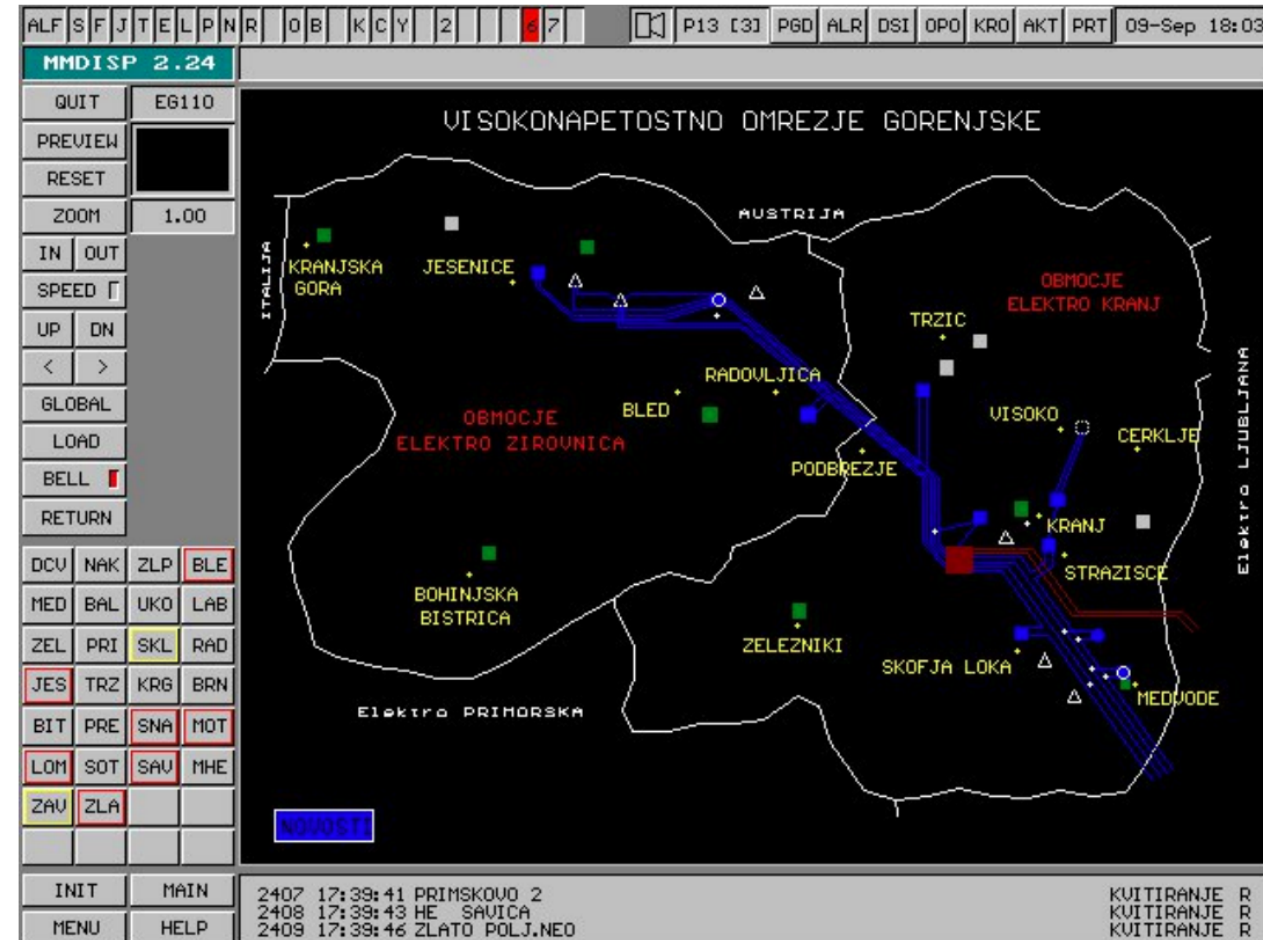 ALF S F J T E L P N R O B K C Y 2 6 7 P13 [3] PGD ALR DSI OPO KRO AKT PRT 09-Sep 18:03
MMDISP 2.24
QUIT EG110
PREVIEW
RESET
ZOOM 1.00
IN OUT
SPEED
UP DN
< >
GLOBAL
LOAD
BELL
RETURN
DCV NAK ZLP BLE
MED BAL UKO LAB
ZEL PRI SKL RAD
JES TRZ KRG BRN
BIT PRE SNA MOT
LOM SOT SAV MHE
ZAV ZLA
INIT MAIN
MENU HELP
VISOKONAPETOSTNO OMREZJE GORENJSKE
AUSTRIJA
ITALIJA
KRANJSKA
GORA
JESENICE
OBMOCJE
ELEKTRO KRANJ
TRZIC
RADOVLJICA
BLED
VISOKO
CERKLJE
Elektro LJUBLJANA
OBMOCJE
ELEKTRO ZIROVNICA
PODBREZJE
KRANJ
STRAZISCE
BOHINJSKA
BISTRICA
ZELEZNIKI
SKOFJA LOKA
MEDVODE
Elektro PRIMORSKA
NOVOSTI
2407 17:39:41 PRIMSKOVO 2 KVITIRANJE R
2408 17:39:43 HE SAVICA KVITIRANJE R
2409 17:39:46 ZLATO POLJ.NEO KVITIRANJE R